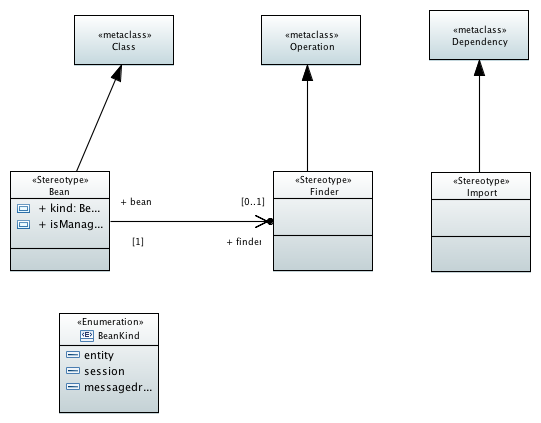 «metaclass»
Class
«metaclass»
Operation
«metaclass»
Dependency
«Stereotype»
Bean
+ kind: Be...
+ isManag...
+ bean
[1]
[0..1]
+ finder
«Stereotype»
Finder
«Stereotype»
Import
«Enumeration»
«E» BeanKind
entity
session
messagedr...